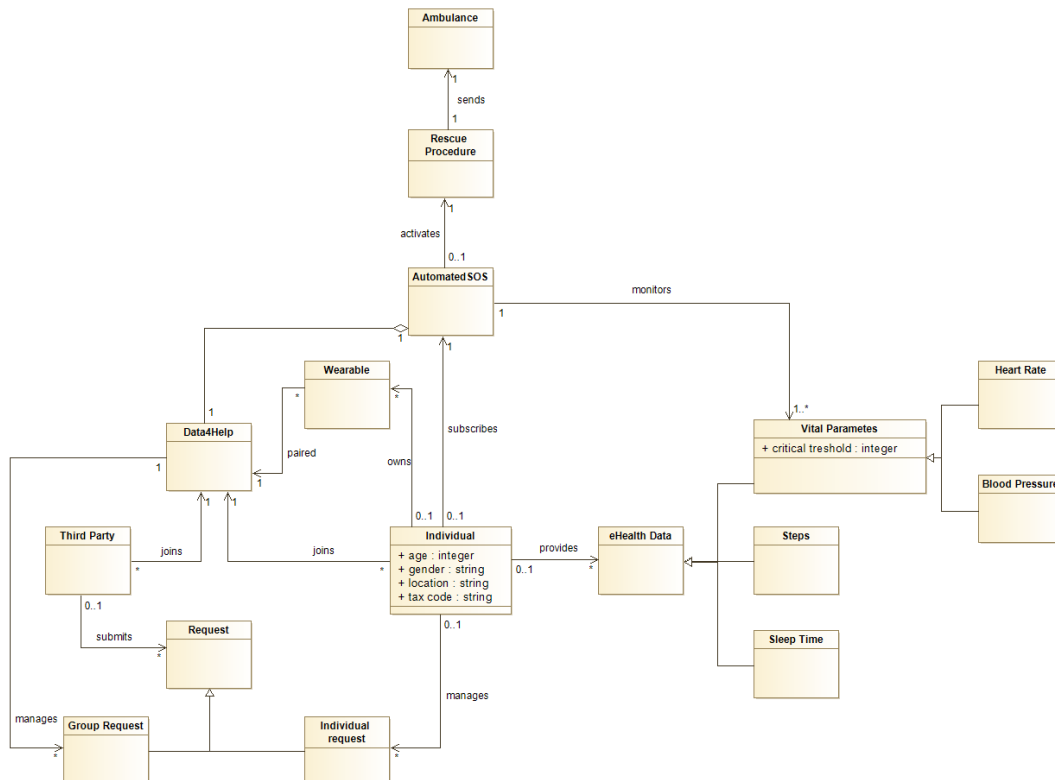 Ambulance
1
sends
1
Rescue
Procedure
1
activates
0..1
AutomatedSOS
1
monitors
1
1
Wearable
*
*
Heart Rate
1
subscribes
1..*
Data4Help
Vital Parametes
+ critical treshold : integer
paired
1
1
owns
Blood Pressure
1
1
0..1
0..1
Third Party
joins
*
joins
*
Individual
+ age : integer
+ gender : string
+ location : string
+ tax code : string
provides
0..1
*
eHealth Data
Steps
0..1
submits
*
Request
0..1
Sleep Time
manages
manages
*
Group Request
Individual
request
*